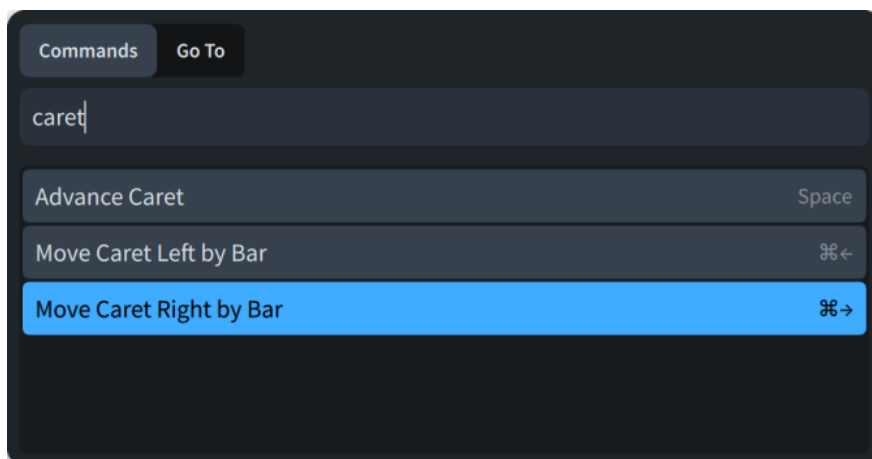 Commands Go To
caret
Advance Caret Space
Move Caret Left by Bar ⌘←
Move Caret Right by Bar ⌘→